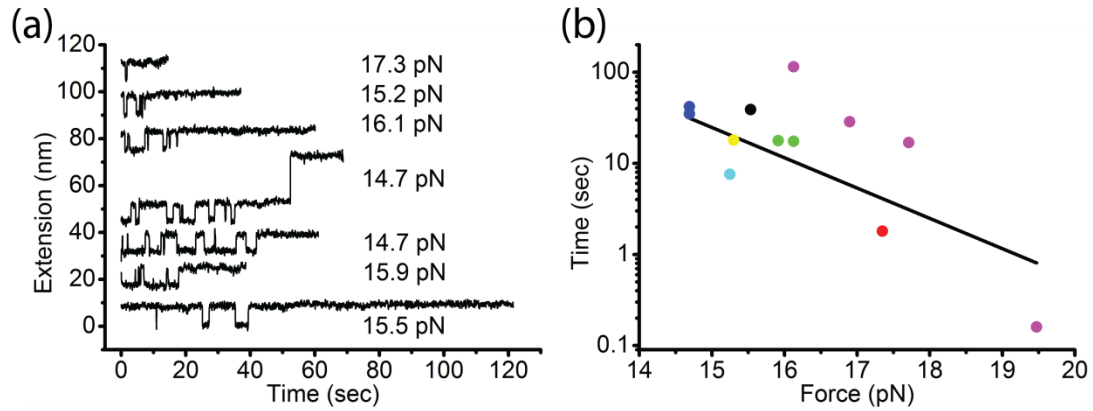 (a)
120
100
80
60
40
20
0
Extension (nm)
17.3 pN
15.2 pN
16.1 pN
14.7 pN
14.7 pN
15.9 pN
15.5 pN
0 20 40 60 80 100 120
Time (sec)
(b)
100
10
1
0.1
Time (sec)
14 15 16 17 18 19 20
Force (pN)